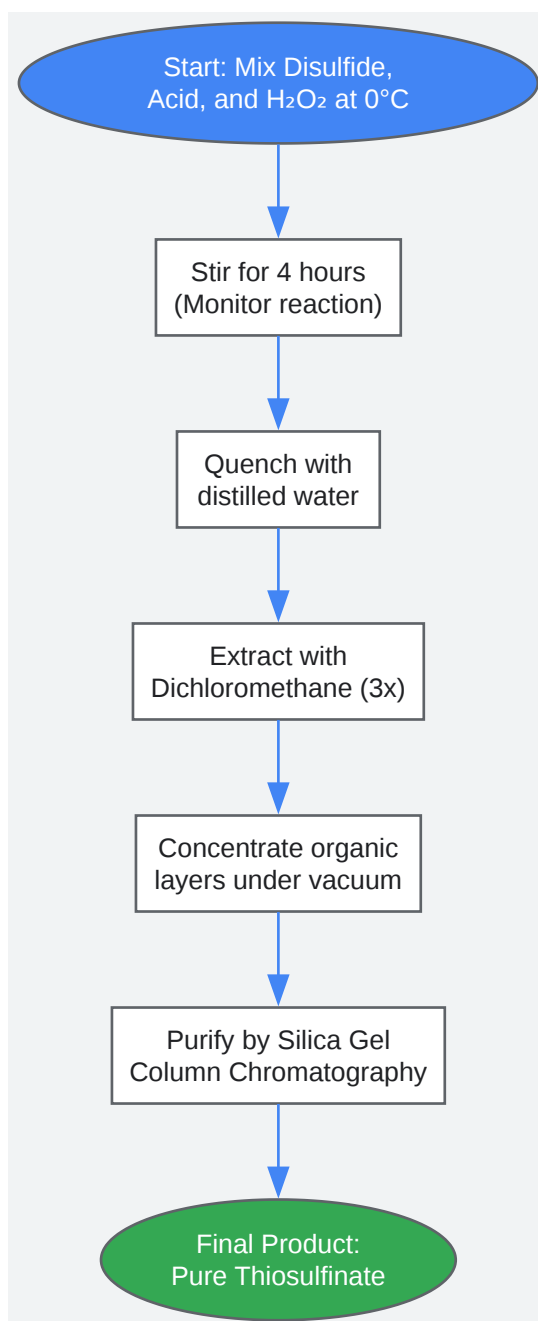 Start: Mix Disulfide,
Acid, and H₂O₂ at 0°C
Stir for 4 hours
(Monitor reaction)
Quench with
distilled water
Extract with
Dichloromethane (3x)
Concentrate organic
layers under vacuum
Purify by Silica Gel
Column Chromatography
Final Product:
Pure Thiosulfinate